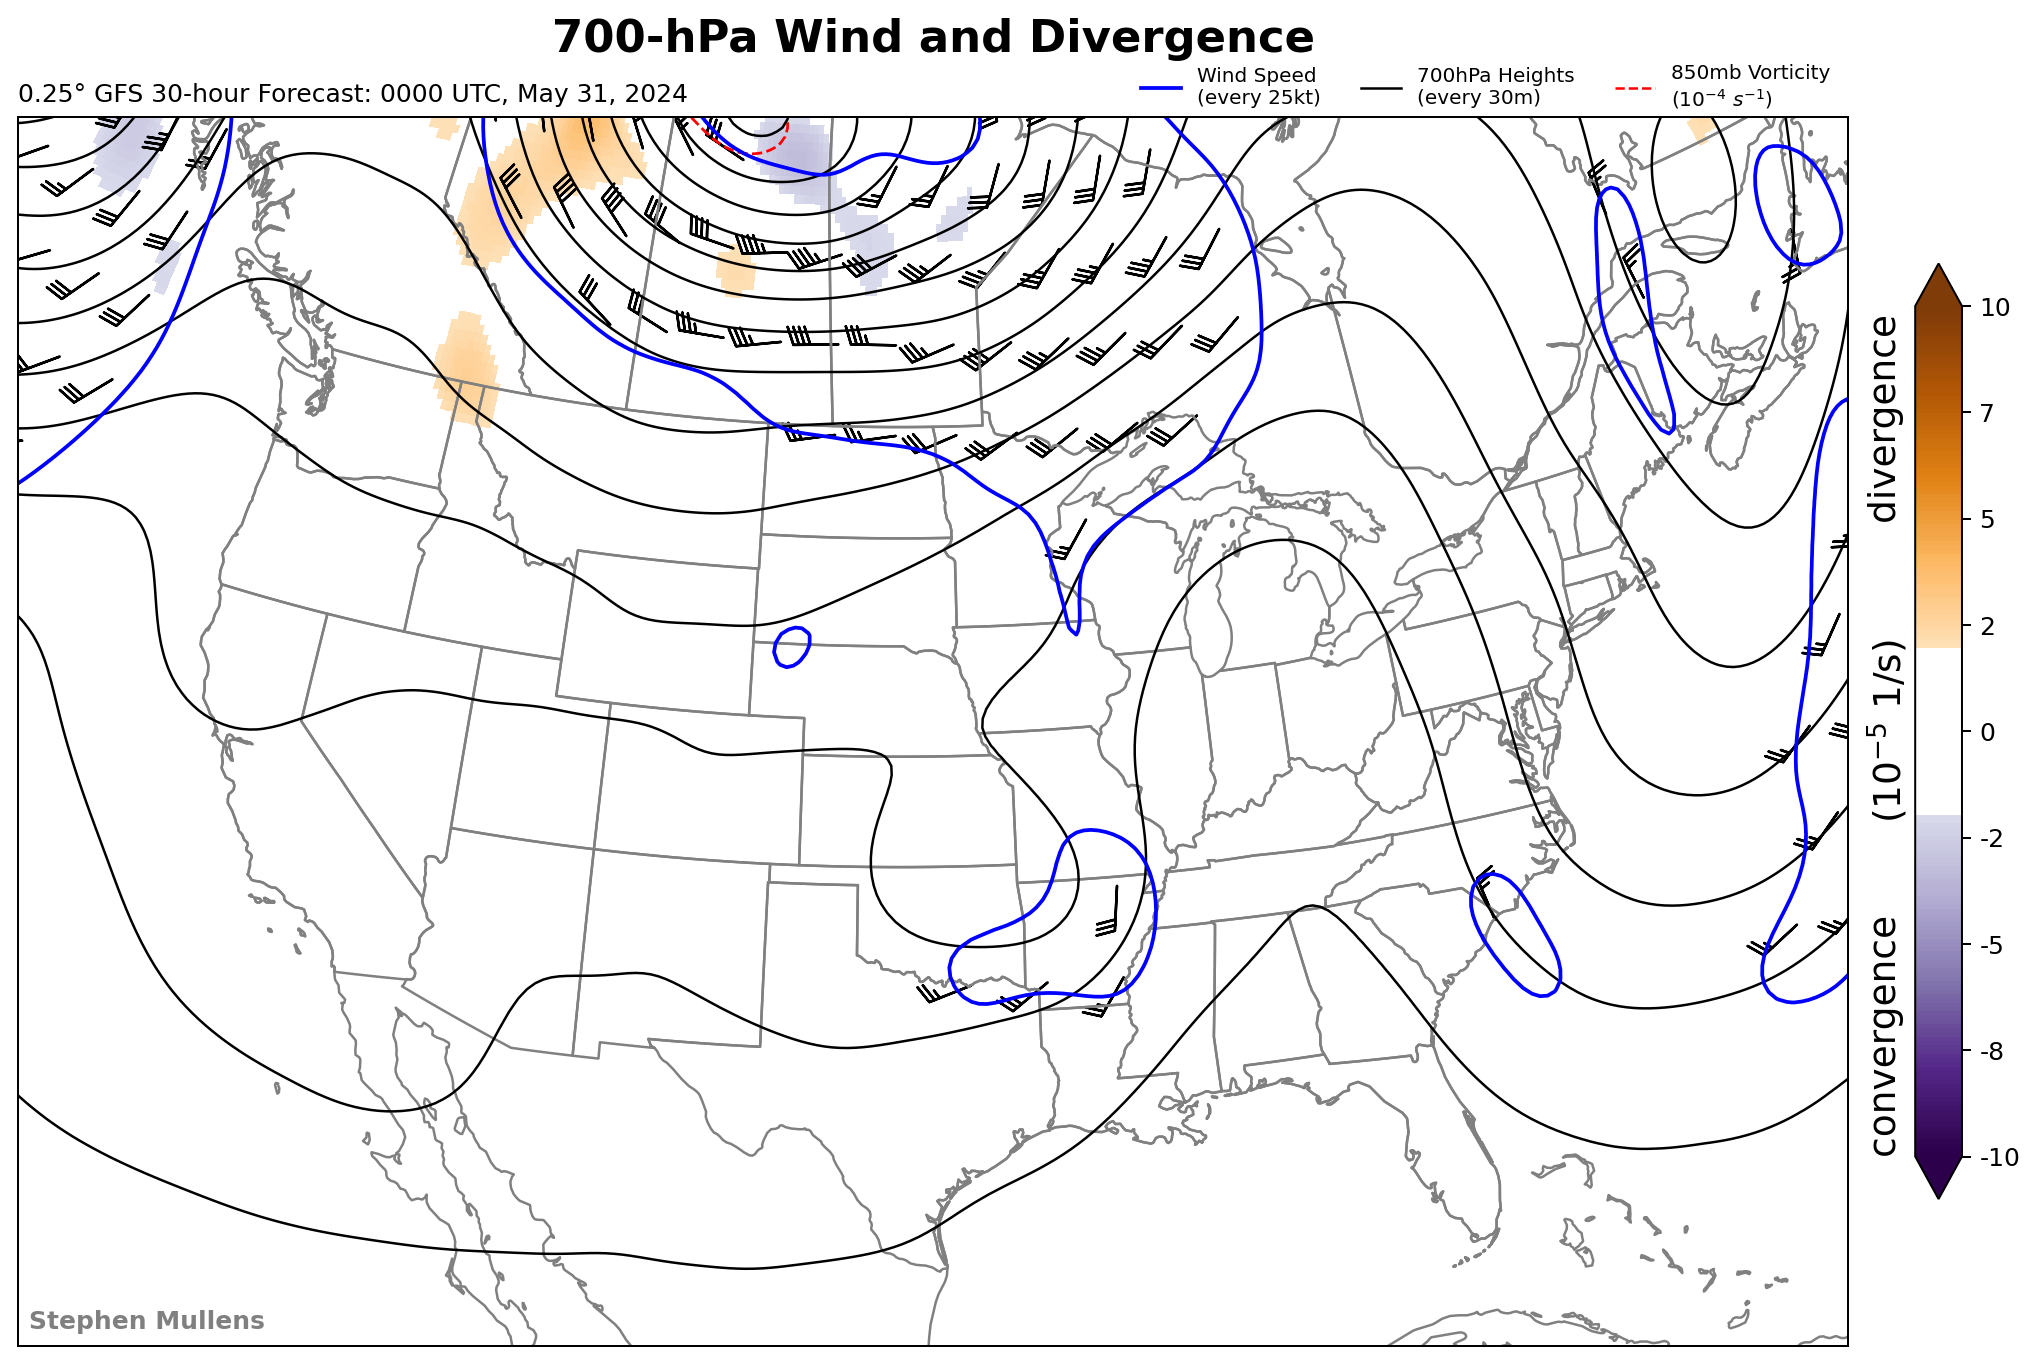 700-hPa Wind and Divergence
0.25° GFS 30-hour Forecast: 0000 UTC, May 31, 2024
Wind Speed
(every 25kt)
700hPa Heights
(every 30m)
850mb Vorticity
(10⁻⁴ s⁻¹)
10
7
5
2
0
-2
-5
-8
-10
convergence (10⁻⁵ 1/s) divergence
Stephen Mullens